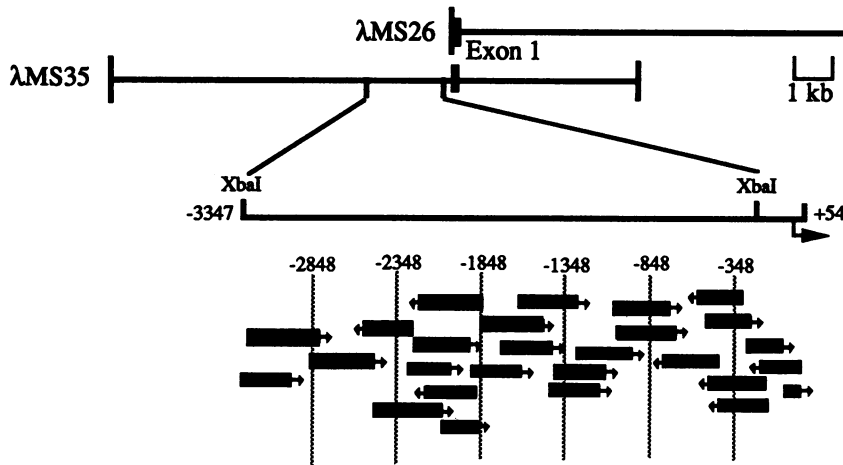 λMS26
Exon 1
λMS35
1 kb
XbaI XbaI
-3347 +54
-2848 -2348 -1848 -1348 -848 -348